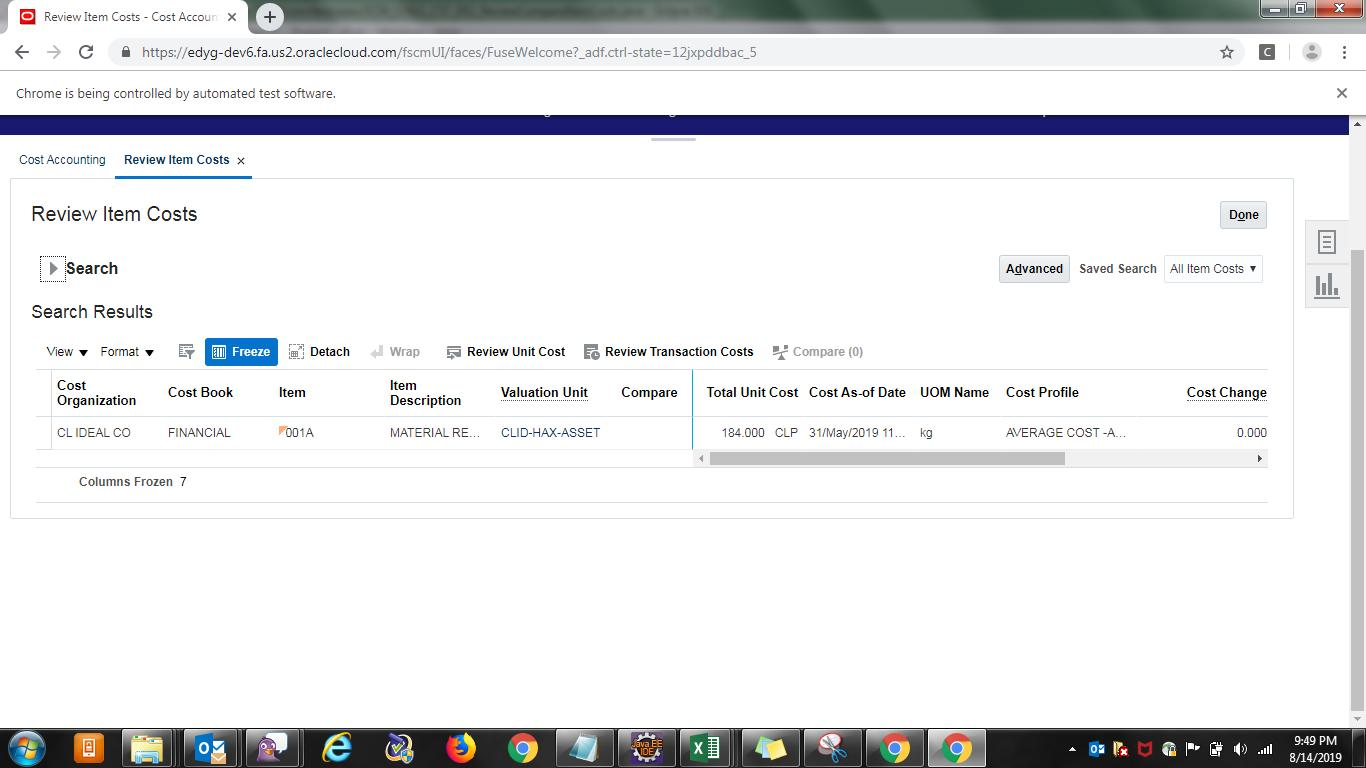 Review Item Costs - Cost Accoun
https://edyg-dev6.fa.us2.oraclecloud.com/fscmUI/faces/FuseWelcome?_adf.ctrl-state=12jxpddbac_5
C
Chrome is being controlled by automated test software.
Cost Accounting Review Item Costs
Review Item Costs
Done
Search
Advanced Saved Search All Item Costs
Search Results
View Format Freeze Detach Wrap Review Unit Cost Review Transaction Costs Compare (0)
Cost Organization Cost Book Item Item Description Valuation Unit Compare Total Unit Cost Cost As-of Date UOM Name Cost Profile Cost Change
CL IDEAL CO FINANCIAL 001A MATERIAL RE... CLID-HAX-ASSET 184.000 CLP 31/May/2019 11... kg AVERAGE COST -A... 0.000
Columns Frozen 7
Java EE
IDE
9:49 PM
8/14/2019